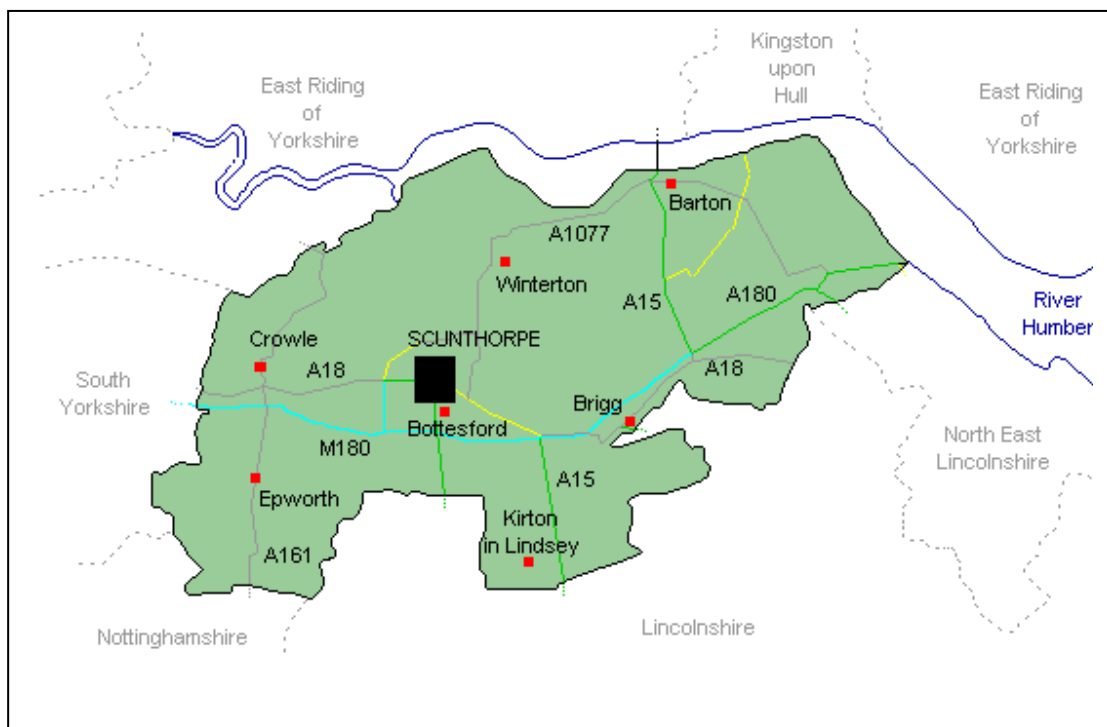 Kingston
upon
Hull
East Riding
of
Yorkshire
East Riding
of
Yorkshire
Barton
A1077
Winterton
A15
A180
River
Humber
SCUNTHORPE
Crowle
A18
A18
South
Yorkshire
Brigg
Bottesford
M180
North East
Lincolnshire
A15
Epworth
Kirton
in Lindsey
A161
Nottinghamshire
Lincolnshire